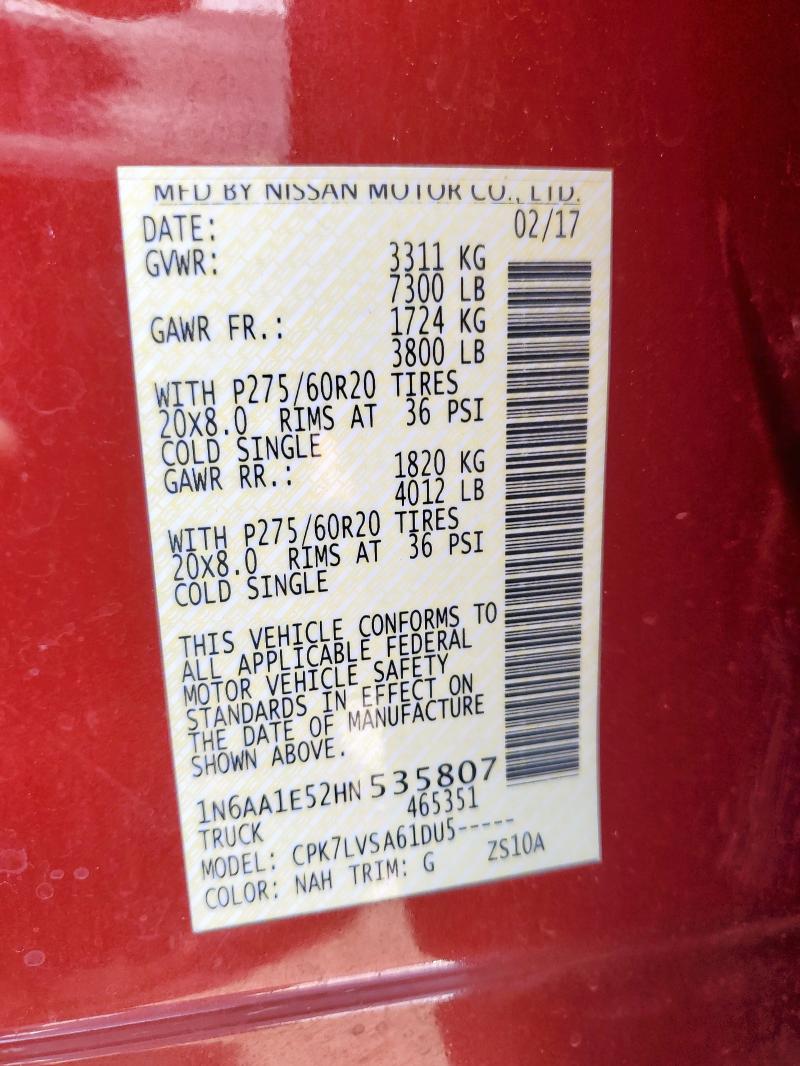 MFD BY NISSAN MOTOR CO., LTD.
DATE: 02/17
GVWR: 3311 KG
7300 LB
GAWR FR.: 1724 KG
3800 LB
WITH P275/60R20 TIRES
20X8.0 RIMS AT 36 PSI
COLD SINGLE
GAWR RR.: 1820 KG
4012 LB
WITH P275/60R20 TIRES
20X8.0 RIMS AT 36 PSI
COLD SINGLE
THIS VEHICLE CONFORMS TO
ALL APPLICABLE FEDERAL
MOTOR VEHICLE SAFETY
STANDARDS IN EFFECT ON
THE DATE OF MANUFACTURE
SHOWN ABOVE.
1N6AA1E52HN535807
465351
TRUCK
MODEL: CPK7LVSA61DU5-----
COLOR: NAH TRIM: G ZS10A